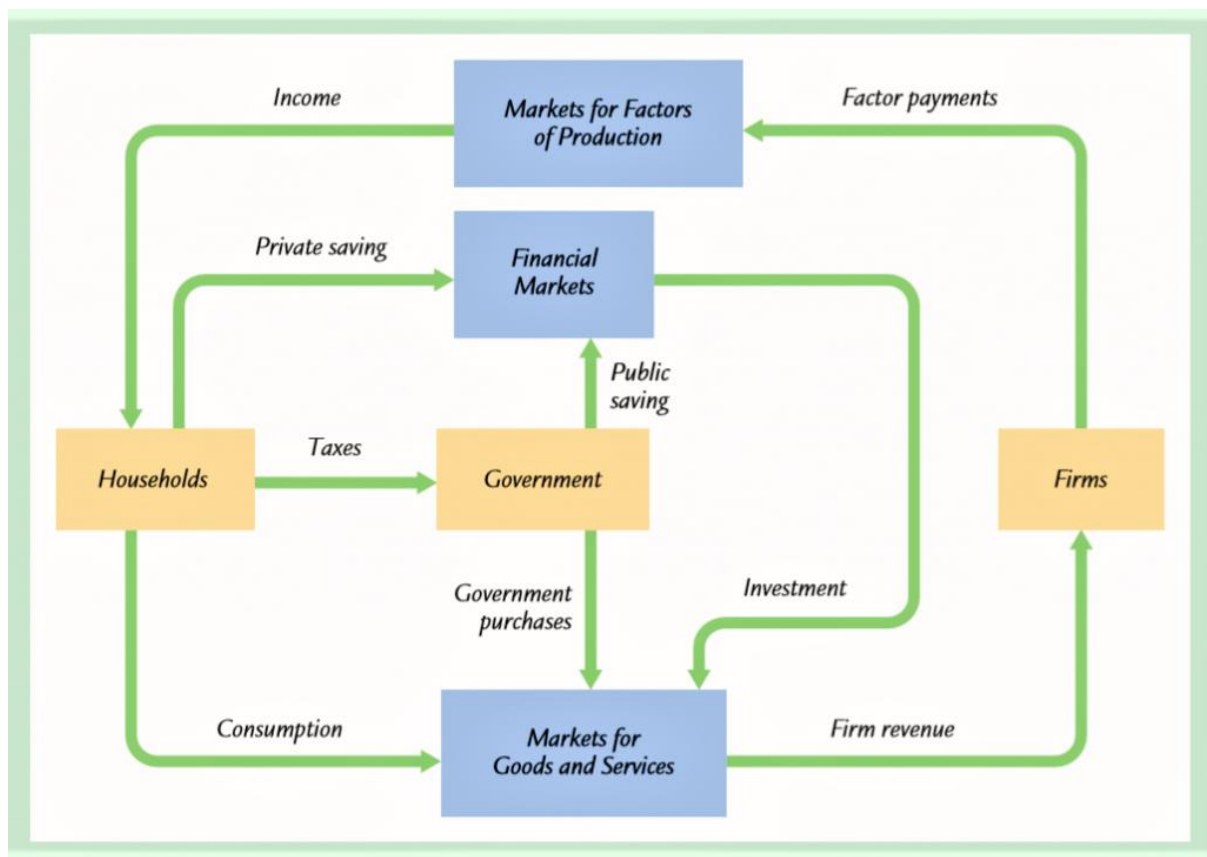 Income
Markets for Factors
of Production
Factor payments
Private saving
Financial
Markets
Public
saving
Households
Taxes
Government
Firms
Government
purchases
Investment
Consumption
Markets for
Goods and Services
Firm revenue